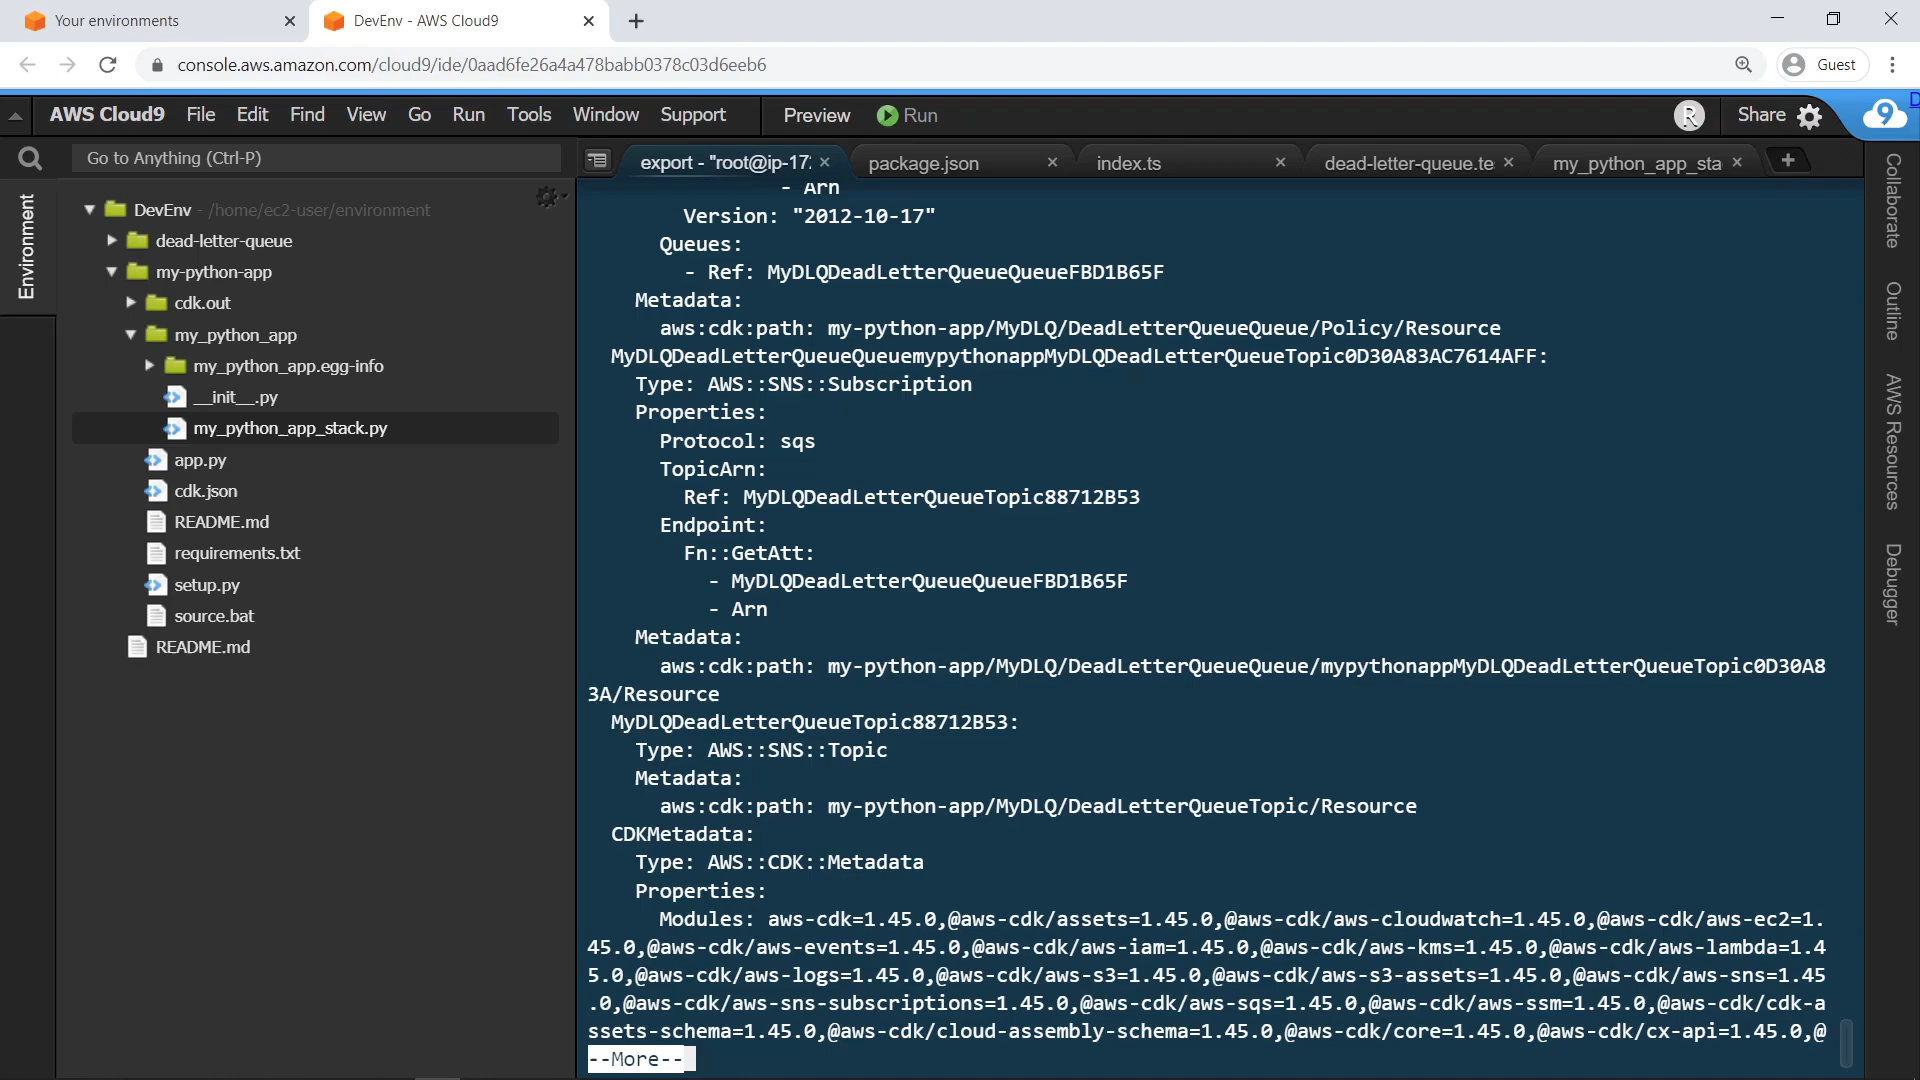 Your environments
DevEnv - AWS Cloud9
console.aws.amazon.com/cloud9/ide/0aad6fe26a4a478babb0378c03d6eeb6
Guest
AWS Cloud9 File Edit Find View Go Run Tools Window Support Preview Run
R
Share
9
D
Go to Anything (Ctrl-P)
export - "root@ip-17
package.json
index.ts
dead-letter-queue.te
my_python_app_sta
Environment
DevEnv - /home/ec2-user/environment
dead-letter-queue
my-python-app
cdk.out
my_python_app
my_python_app.egg-info
__init__.py
my_python_app_stack.py
app.py
cdk.json
README.md
requirements.txt
setup.py
source.bat
README.md
- Arn
Version: "2012-10-17"
Queues:
- Ref: MyDLQDeadLetterQueueQueueFBD1B65F
Metadata:
aws:cdk:path: my-python-app/MyDLQ/DeadLetterQueueQueue/Policy/Resource
MyDLQDeadLetterQueueQueuemypythonappMyDLQDeadLetterQueueTopic0D30A83AC7614AFF:
Type: AWS::SNS::Subscription
Properties:
Protocol: sqs
TopicArn:
Ref: MyDLQDeadLetterQueueTopic88712B53
Endpoint:
Fn::GetAtt:
- MyDLQDeadLetterQueueQueueFBD1B65F
- Arn
Metadata:
aws:cdk:path: my-python-app/MyDLQ/DeadLetterQueueQueue/mypythonappMyDLQDeadLetterQueueTopic0D30A8
3A/Resource
MyDLQDeadLetterQueueTopic88712B53:
Type: AWS::SNS::Topic
Metadata:
aws:cdk:path: my-python-app/MyDLQ/DeadLetterQueueTopic/Resource
CDKMetadata:
Type: AWS::CDK::Metadata
Properties:
Modules: aws-cdk=1.45.0,@aws-cdk/assets=1.45.0,@aws-cdk/aws-cloudwatch=1.45.0,@aws-cdk/aws-ec2=1.
45.0,@aws-cdk/aws-events=1.45.0,@aws-cdk/aws-iam=1.45.0,@aws-cdk/aws-kms=1.45.0,@aws-cdk/aws-lambda=1.4
5.0,@aws-cdk/aws-logs=1.45.0,@aws-cdk/aws-s3=1.45.0,@aws-cdk/aws-s3-assets=1.45.0,@aws-cdk/aws-sns=1.45
.0,@aws-cdk/aws-sns-subscriptions=1.45.0,@aws-cdk/aws-sqs=1.45.0,@aws-cdk/aws-ssm=1.45.0,@aws-cdk/cdk-a
ssets-schema=1.45.0,@aws-cdk/cloud-assembly-schema=1.45.0,@aws-cdk/core=1.45.0,@aws-cdk/cx-api=1.45.0,@
--More--
Collaborate
Outline
AWS Resources
Debugger